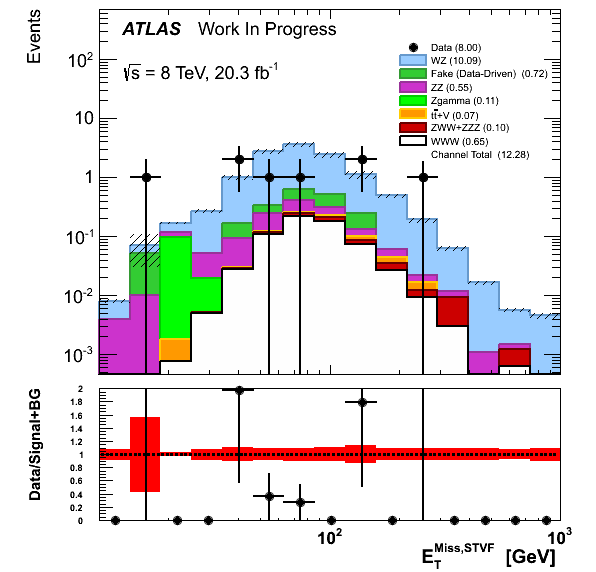 Events
ATLAS Work In Progress
√s = 8 TeV, 20.3 fb-1
Data (8.00)
WZ (10.09)
Fake (Data-Driven) (0.72)
ZZ (0.55)
Zgamma (0.11)
tt̄+V (0.07)
ZWW+ZZZ (0.10)
WWW (0.65)
Channel Total (12.28)
10²
10
1
10-1
10-2
10-3
Data/Signal+BG
2
1.8
1.6
1.4
1.2
1
0.8
0.6
0.4
0.2
0
10² 10³
E_T^Miss,STVF [GeV]